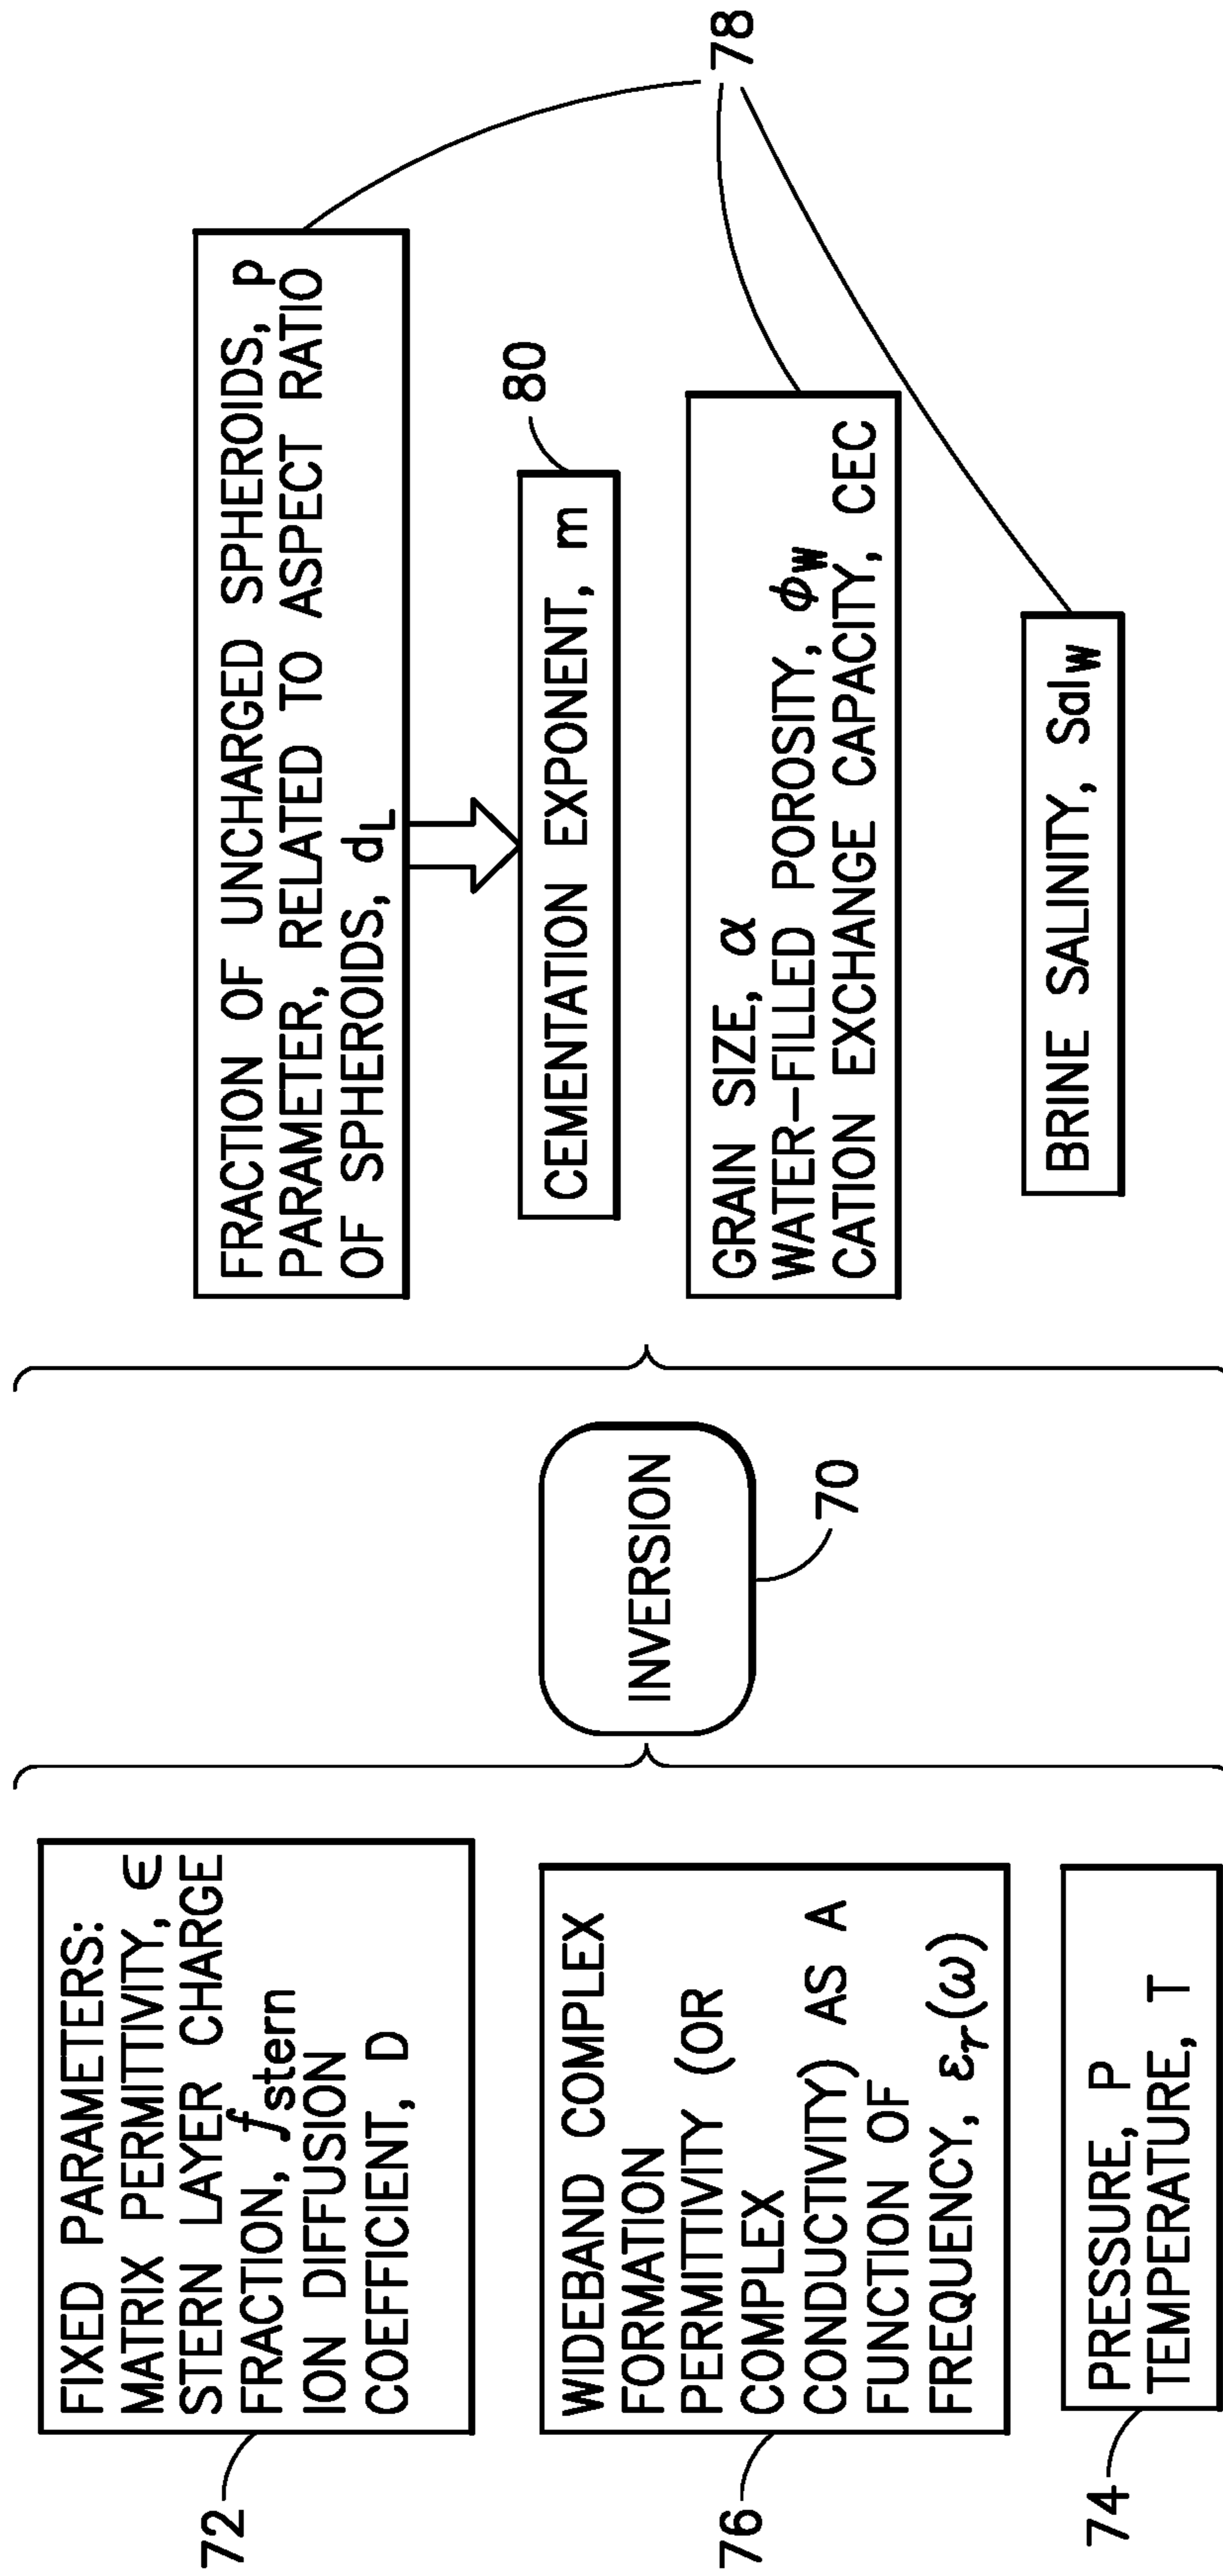 72
FIXED PARAMETERS:
MATRIX PERMITIVITY, ϵ
STERN LAYER CHARGE
FRACTION, fstern
ION DIFFUSION
COEFFICIENT, D
76
WIDEBAND COMPLEX
FORMATION
PERMITIVITY (OR
COMPLEX
CONDUCTIVITY) AS A
FUNCTION OF
FREQUENCY, εr(ω)
74
PRESSURE, P
TEMPERATURE, T
INVERSION
70
FRACTION OF UNCHARGED SPHEROIDS, p
PARAMETER, RELATED TO ASPECT RATIO
OF SPHEROIDS, dL
80
CEMENTATION EXPONENT, m
GRAIN SIZE, α
WATER-FILLED POROSITY, ϕW
CATION EXCHANGE CAPACITY, CEC
BRINE SALINITY, SalW
78